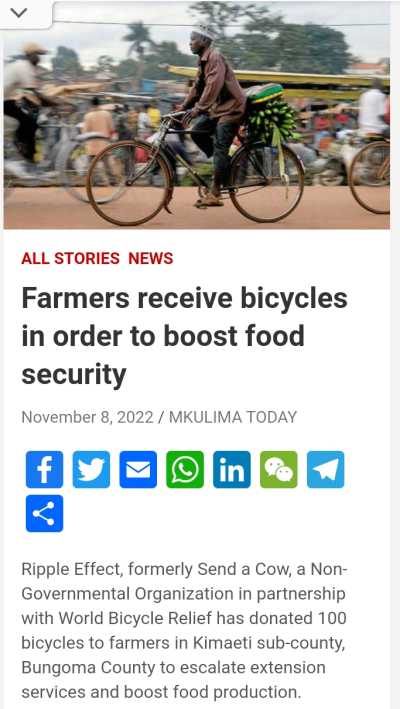 ALL STORIES NEWS
Farmers receive bicycles
in order to boost food
security
November 8, 2022 / MKULIMA TODAY
Ripple Effect, formerly Send a Cow, a Non-
Governmental Organization in partnership
with World Bicycle Relief has donated 100
bicycles to farmers in Kimaeti sub-county,
Bungoma County to escalate extension
services and boost food production.